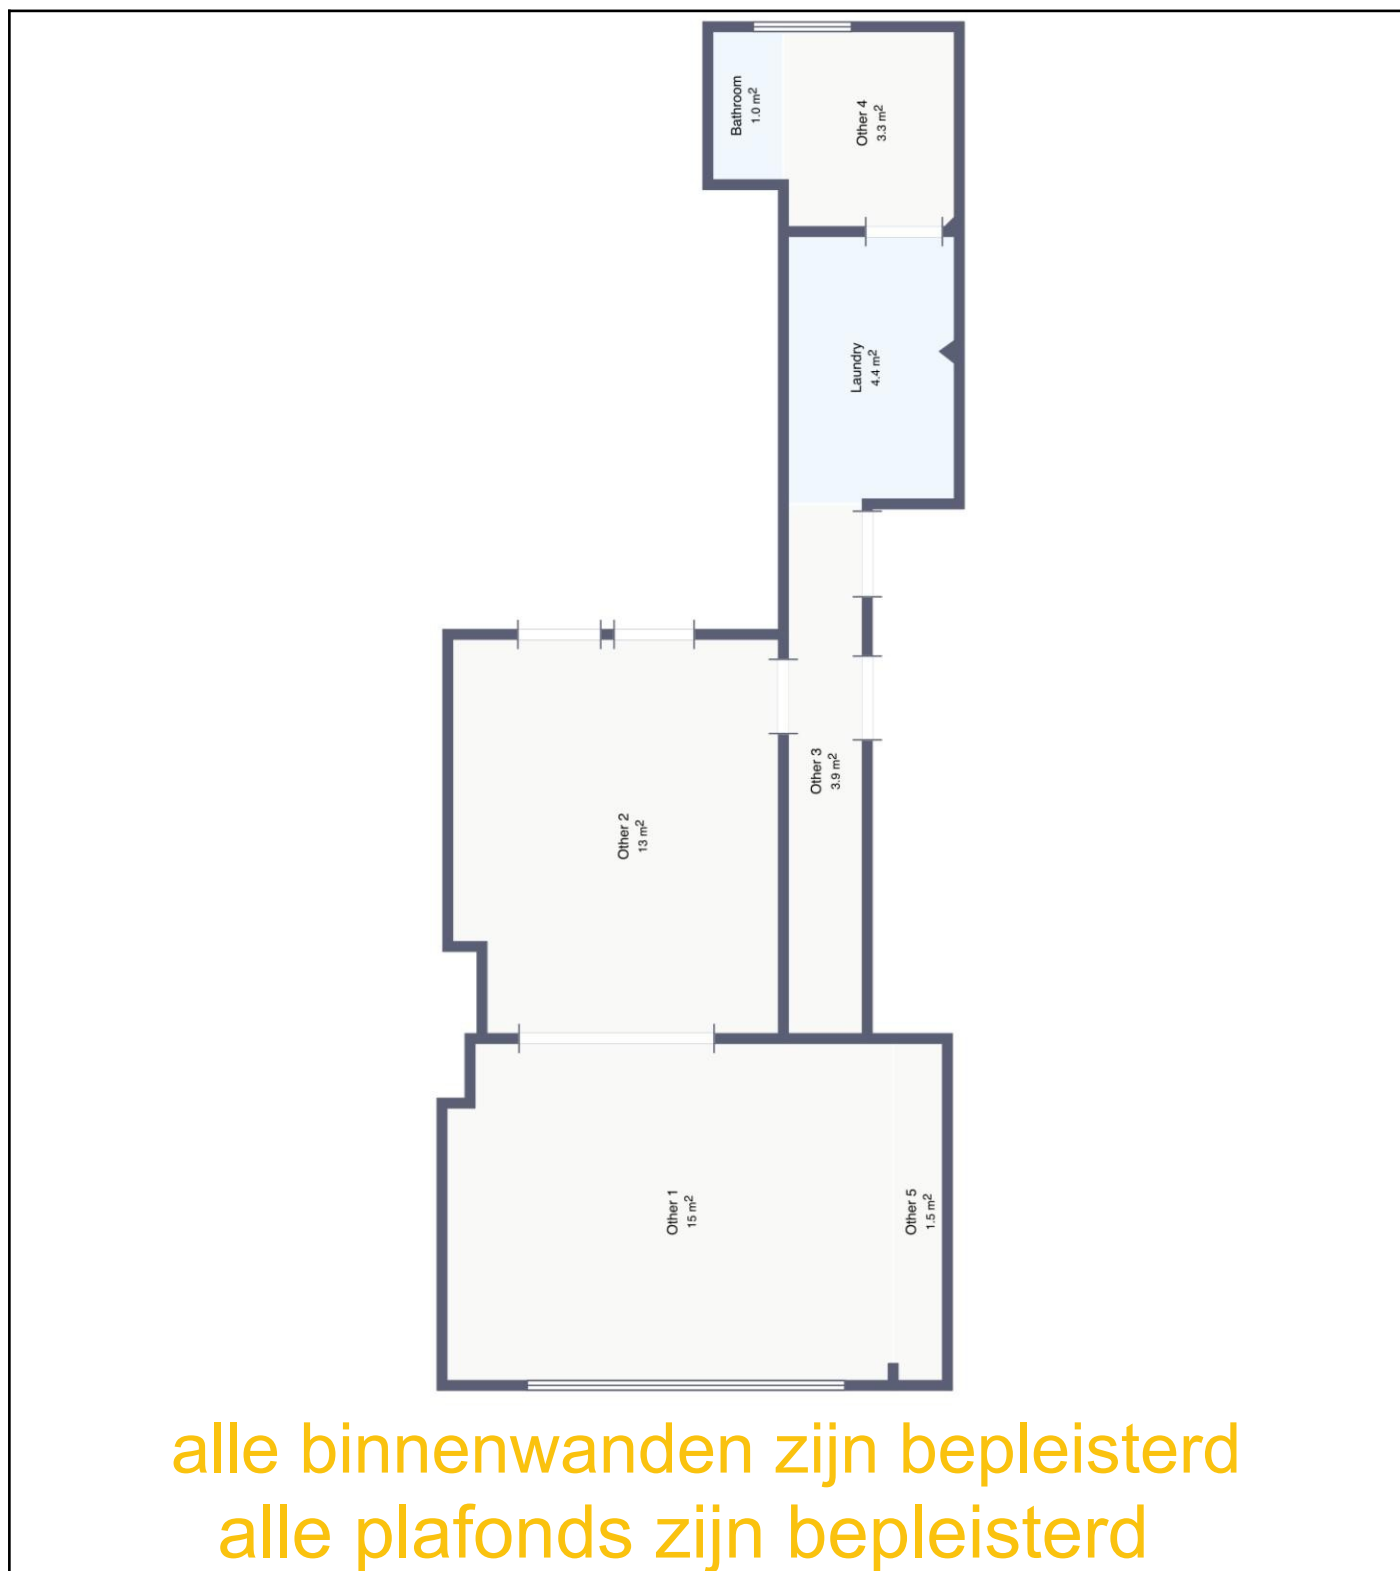 Bathroom
1.0 m²
Other 4
3.3 m²
Laundry
4.4 m²
Other 3
3.9 m²
Other 2
13 m²
Other 1
15 m²
Other 5
1.5 m²
alle binnenwanden zijn bepleisterd
alle plafonds zijn bepleisterd